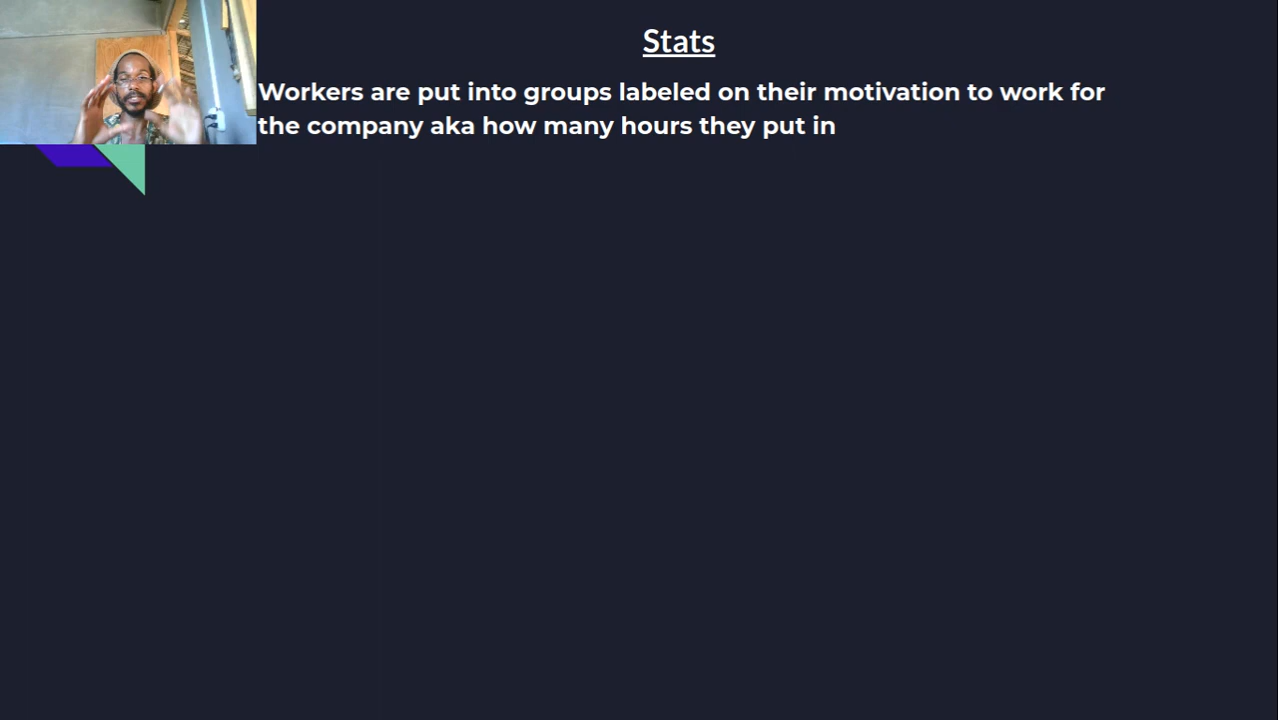 Stats
Workers are put into groups labeled on their motivation to work for
the company aka how many hours they put in